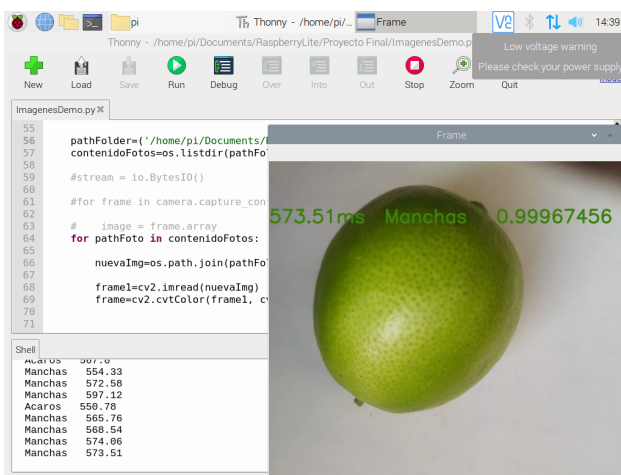 pi
Thonny - /home/pi/...
Frame
14:39
Thonny - /home/pi/Documents/RaspberryLite/Proyecto Final/ImagenesDemo.p
Low voltage warning
Please check your power supply
New Load Save Run Debug Over Into Out Stop Zoom Quit
ImagenesDemo.py
Frame
55
56 pathFolder=('/home/pi/Documents/
57 contenidoFotos=os.listdir(pathFo
58
59 #stream = io.BytesIO()
60
61 #for frame in camera.capture_con
62
63 # image = frame.array
64 for pathFoto in contenidoFotos:
65
66 nuevaImg=os.path.join(pathFo
67
68 frame1=cv2.imread(nuevaImg)
69 frame=cv2.cvtColor(frame1, c
70
71
573.51ms Manchas 0.99967456
Shell
Acaros 567.0
Manchas 554.33
Manchas 572.58
Manchas 597.12
Acaros 550.78
Manchas 565.76
Manchas 568.54
Manchas 574.06
Manchas 573.51